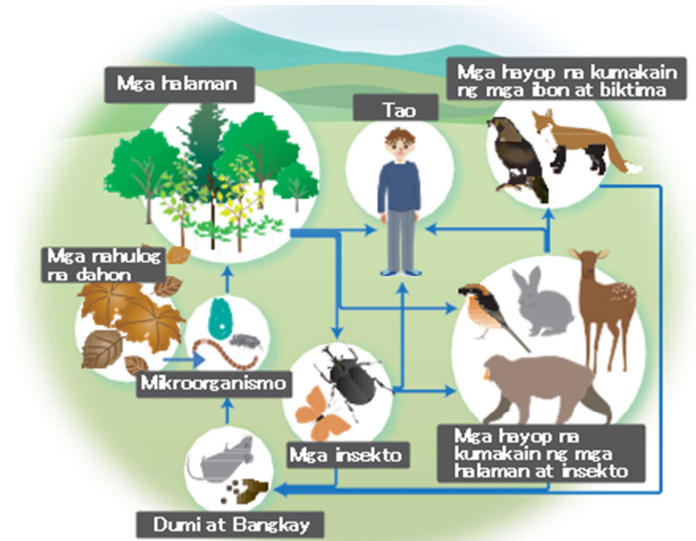 Mga halaman
Tao
Mga hayop na kumakain
ng mga ibon at biktima
Mga nahulog
na dahon
Mikroorganismo
Mga insekto
Mga hayop na
kumakain ng mga
halaman at insekto
Dumi at Bangkay